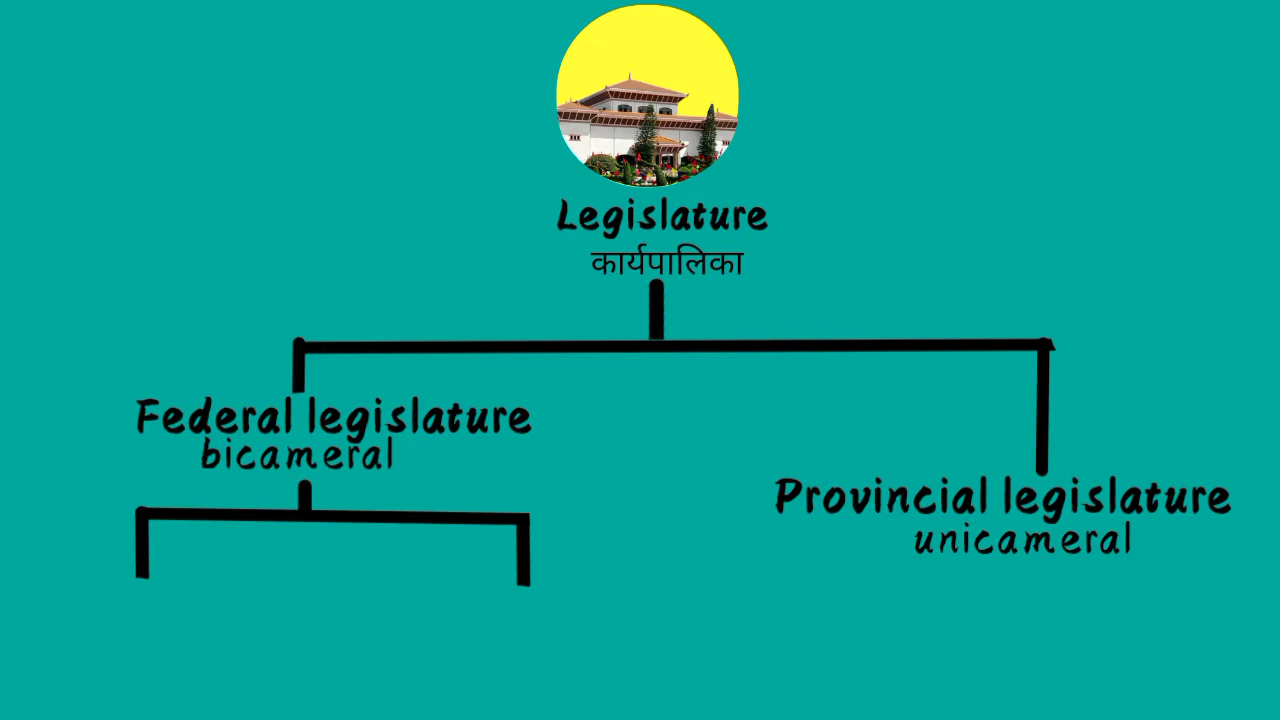 Legislature
कार्यपालिका
Federal legislature
bicameral
Provincial legislature
unicameral